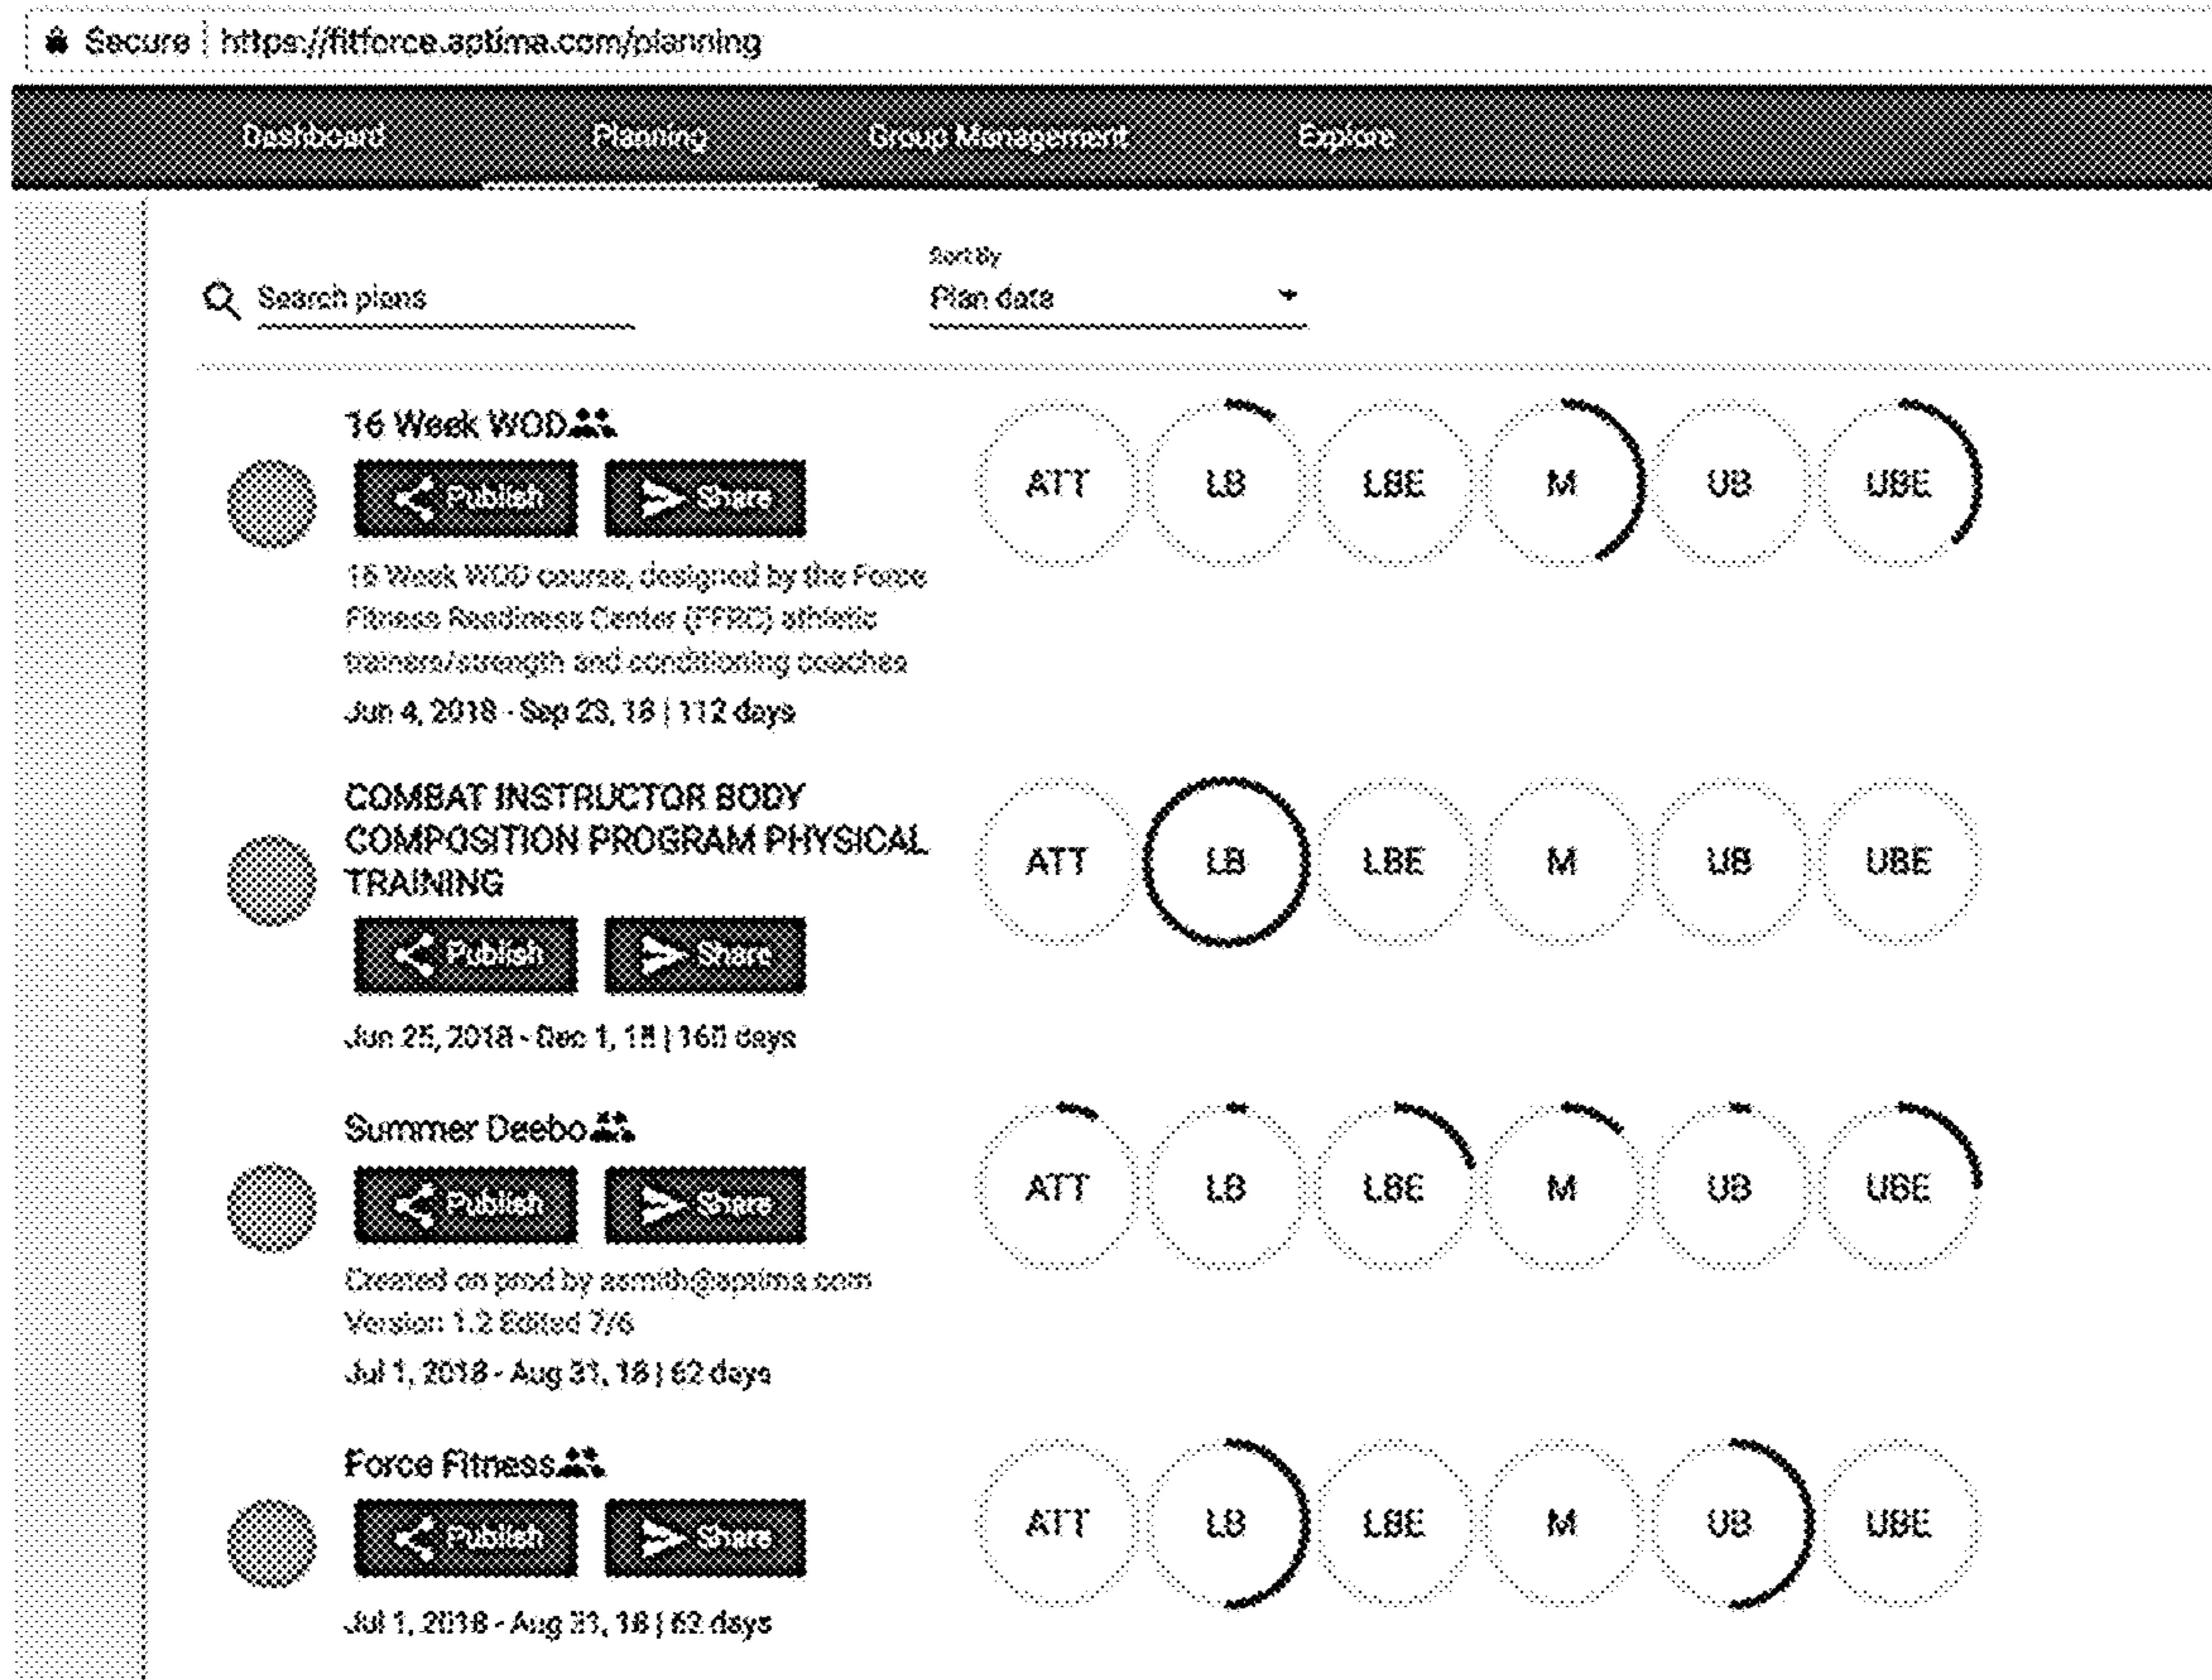 Secure | https://fitforce.aptima.com/planning
Dashboard Planning Group Management Explore
Sort By
Search plans Plan date
16 Week WOD
ATT LB LBE M UB UBE
Publish Share
16 Week WOD course, designed by the Force
Fitness Readiness Center (FFRC) athletic
trainers/strength and conditioning coaches
Jun 4, 2018 - Sep 23, 18 | 112 days
COMBAT INSTRUCTOR BODY
COMPOSITION PROGRAM PHYSICAL
TRAINING
ATT LB LBE M UB UBE
Publish Share
Jun 25, 2018 - Dec 1, 18 | 160 days
Summer Deebo
ATT LB LBE M UB UBE
Publish Share
Created on prod by asmith@aptima.com
Version 1.2 Edited 7/6
Jul 1, 2018 - Aug 31, 18 | 62 days
Force Fitness
ATT LB LBE M UB UBE
Publish Share
Jul 1, 2018 - Aug 31, 18 | 62 days